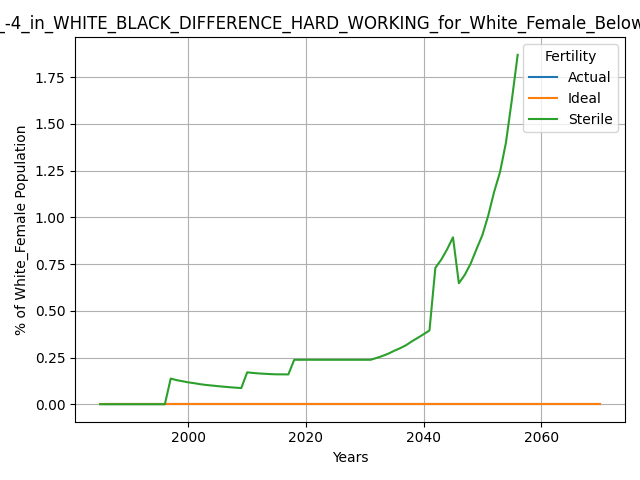 _-4_in_WHITE_BLACK_DIFFERENCE_HARD_WORKING_for_White_Female_Below
Fertility
Actual
Ideal
Sterile
% of White_Female Population
1.75
1.50
1.25
1.00
0.75
0.50
0.25
0.00
2000 2020 2040 2060
Years